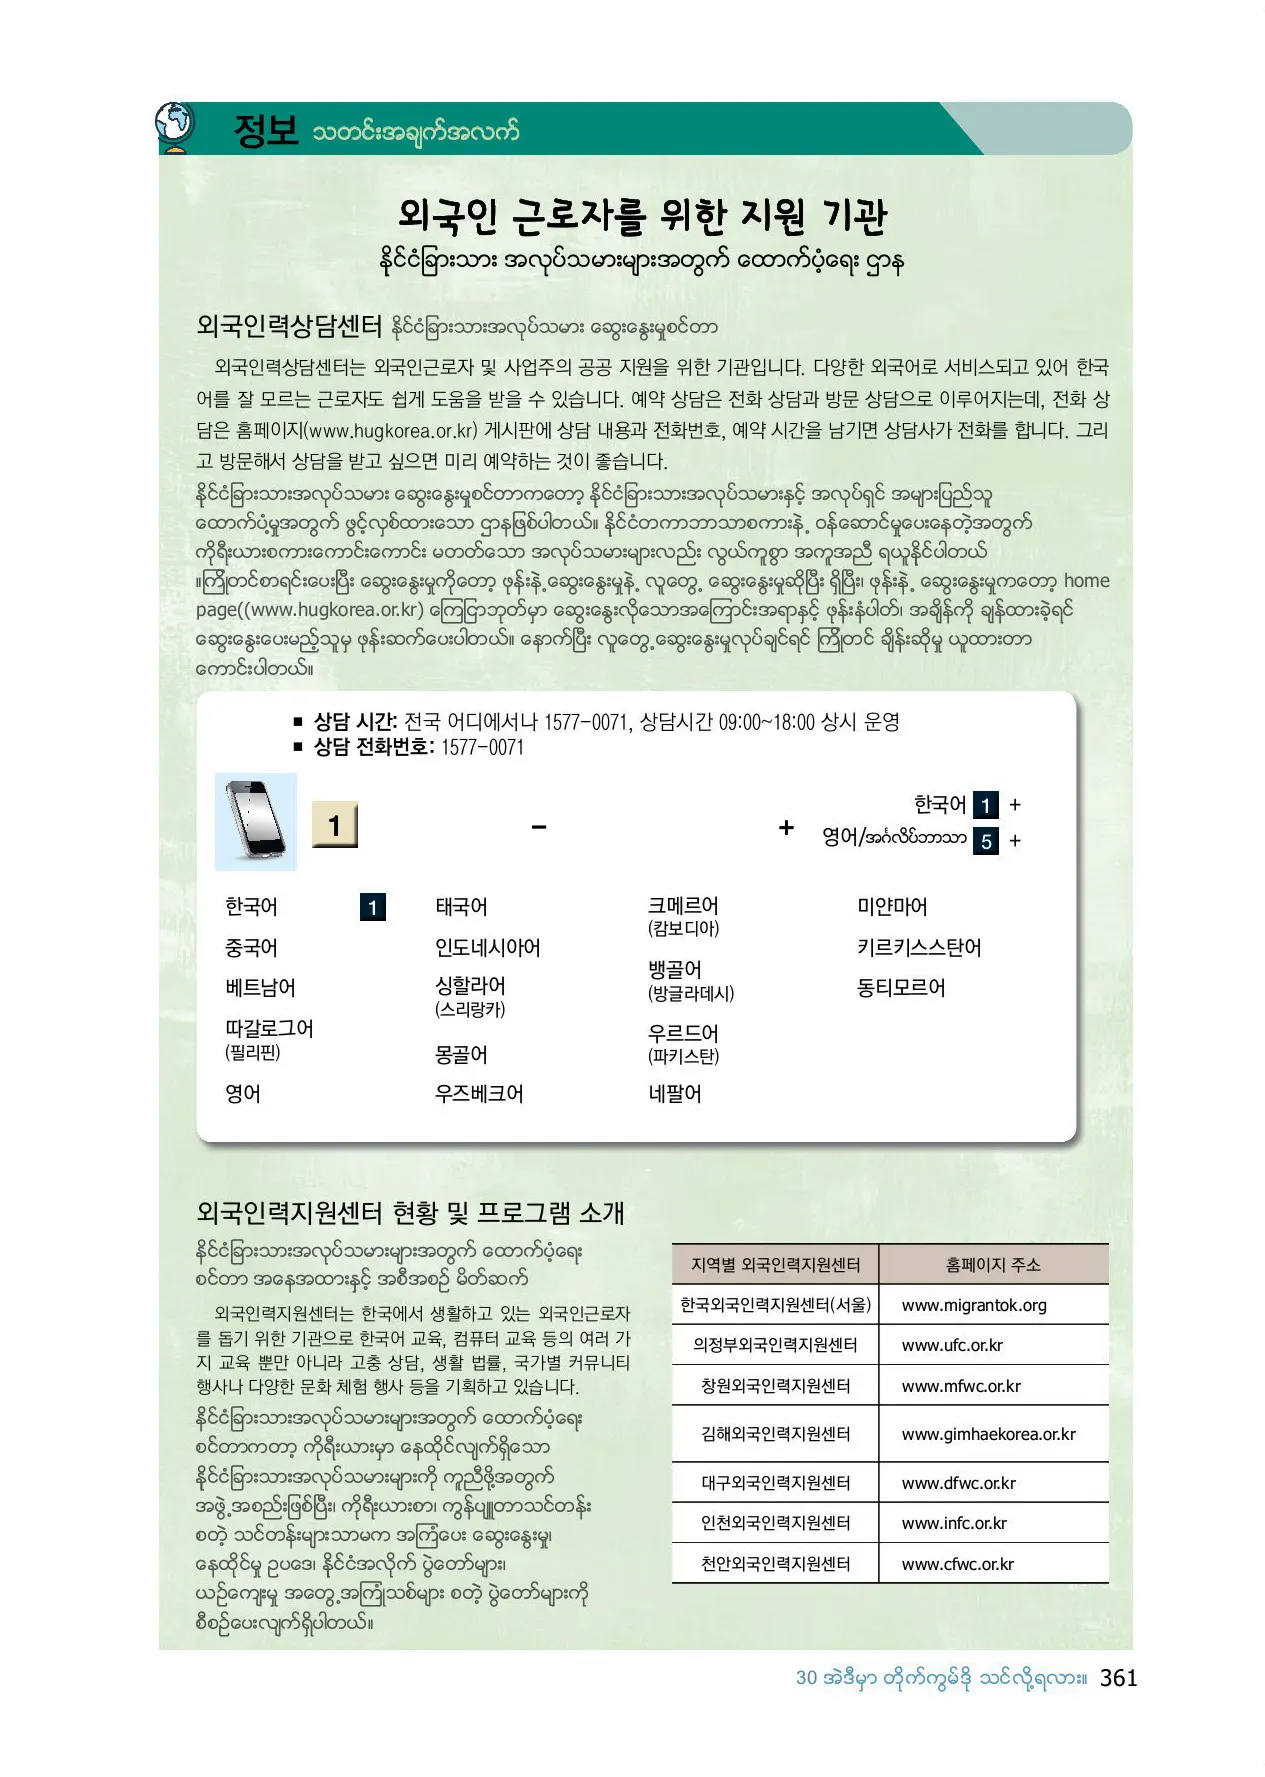 정보 သတင်းအချက်အလက်
외국인 근로자를 위한 지원 기관
နိုင်ငံခြားသား အလုပ်သမားများအတွက် ထောက်ပံ့ရေး ဌာန
외국인력상담센터 နိုင်ငံခြားသားအလုပ်သမား ဆွေးနွေးမှုစင်တာ
외국인력상담센터는 외국인근로자 및 사업주의 공공 지원을 위한 기관입니다. 다양한 외국어로 서비스되고 있어 한국
어를 잘 모르는 근로자도 쉽게 도움을 받을 수 있습니다. 예약 상담은 전화 상담과 방문 상담으로 이루어지는데, 전화 상
담은 홈페이지(www.hugkorea.or.kr) 게시판에 상담 내용과 전화번호, 예약 시간을 남기면 상담사가 전화를 합니다. 그리
고 방문해서 상담을 받고 싶으면 미리 예약하는 것이 좋습니다.
နိုင်ငံခြားသားအလုပ်သမား ဆွေးနွေးမှုစင်တာကတော့ နိုင်ငံခြားသားအလုပ်သမားနှင့် အလုပ်ရှင် အများပြည်သူ
ထောက်ပံ့မှုအတွက် ဖွင့်လှစ်ထားသော ဌာနဖြစ်ပါတယ်။ နိုင်ငံတကာဘာသာစကားနဲ့ ဝန်ဆောင်မှုပေးနေတဲ့အတွက်
ကိုရီးယားစကားကောင်းကောင်း မတတ်သော အလုပ်သမားများလည်း လွယ်ကူစွာ အကူအညီ ရယူနိုင်ပါတယ်
။ကြိုတင်စာရင်းပေးပြီး ဆွေးနွေးမှုကိုတော့ ဖုန်းနဲ့ ဆွေးနွေးမှုနဲ့ လူတွေ့ ဆွေးနွေးမှုဆိုပြီး ရှိပြီး၊ ဖုန်းနဲ့ ဆွေးနွေးမှုကတော့ home
page((www.hugkorea.or.kr) ကြေငြာဘုတ်မှာ ဆွေးနွေးလိုသောအကြောင်းအရာနှင့် ဖုန်းနံပါတ်၊ အချိန်ကို ချန်ထားခဲ့ရင်
ဆွေးနွေးပေးမည့်သူမှ ဖုန်းဆက်ပေးပါတယ်။ နောက်ပြီး လူတွေ့ဆွေးနွေးမှုလုပ်ချင်ရင် ကြိုတင် ချိန်းဆိုမှု ယူထားတာ
ကောင်းပါတယ်။
▪ 상담 시간: 전국 어디에서나 1577-0071, 상담시간 09:00~18:00 상시 운영
▪ 상담 전화번호: 1577-0071
1 - + 한국어 1 +
영어/အင်္ဂလိပ်ဘာသာ 5 +
한국어 1 태국어 크메르어 (캄보디아) 미얀마어
중국어 인도네시아어 뱅골어 (방글라데시) 키르키스스탄어
베트남어 싱할라어 (스리랑카) 우르드어 (파키스탄) 동티모르어
따갈로그어 (필리핀) 몽골어
영어 우즈베크어 네팔어
외국인력지원센터 현황 및 프로그램 소개
နိုင်ငံခြားသားအလုပ်သမားများအတွက် ထောက်ပံ့ရေး
စင်တာ အနေအထားနှင့် အစီအစဉ် မိတ်ဆက်
외국인력지원센터는 한국에서 생활하고 있는 외국인근로자
를 돕기 위한 기관으로 한국어 교육, 컴퓨터 교육 등의 여러 가
지 교육 뿐만 아니라 고충 상담, 생활 법률, 국가별 커뮤니티
행사나 다양한 문화 체험 행사 등을 기획하고 있습니다.
နိုင်ငံခြားသားအလုပ်သမားများအတွက် ထောက်ပံ့ရေး
စင်တာကတာ့ ကိုရီးယားမှာ နေထိုင်လျက်ရှိသော
နိုင်ငံခြားသားအလုပ်သမားများကို ကူညီဖို့အတွက်
အဖွဲ့အစည်းဖြစ်ပြီး၊ ကိုရီးယားစာ၊ ကွန်ပျူတာသင်တန်း
စတဲ့ သင်တန်းများသာမက အကြံပေး ဆွေးနွေးမှု၊
နေထိုင်မှု ဥပဒေ၊ နိုင်ငံအလိုက် ပွဲတော်များ၊
ယဉ်ကျေးမှု အတွေ့အကြုံသစ်များ စတဲ့ ပွဲတော်များကို
စီစဉ်ပေးလျက်ရှိပါတယ်။
지역별 외국인력지원센터 홈페이지 주소
한국외국인력지원센터(서울) www.migrantok.org
의정부외국인력지원센터 www.ufc.or.kr
창원외국인력지원센터 www.mfwc.or.kr
김해외국인력지원센터 www.gimhaekorea.or.kr
대구외국인력지원센터 www.dfwc.or.kr
인천외국인력지원센터 www.infc.or.kr
천안외국인력지원센터 www.cfwc.or.kr
30 အဲဒီမှာ တိုက်ကွမ်ဒို သင်လို့ရလား။ 361